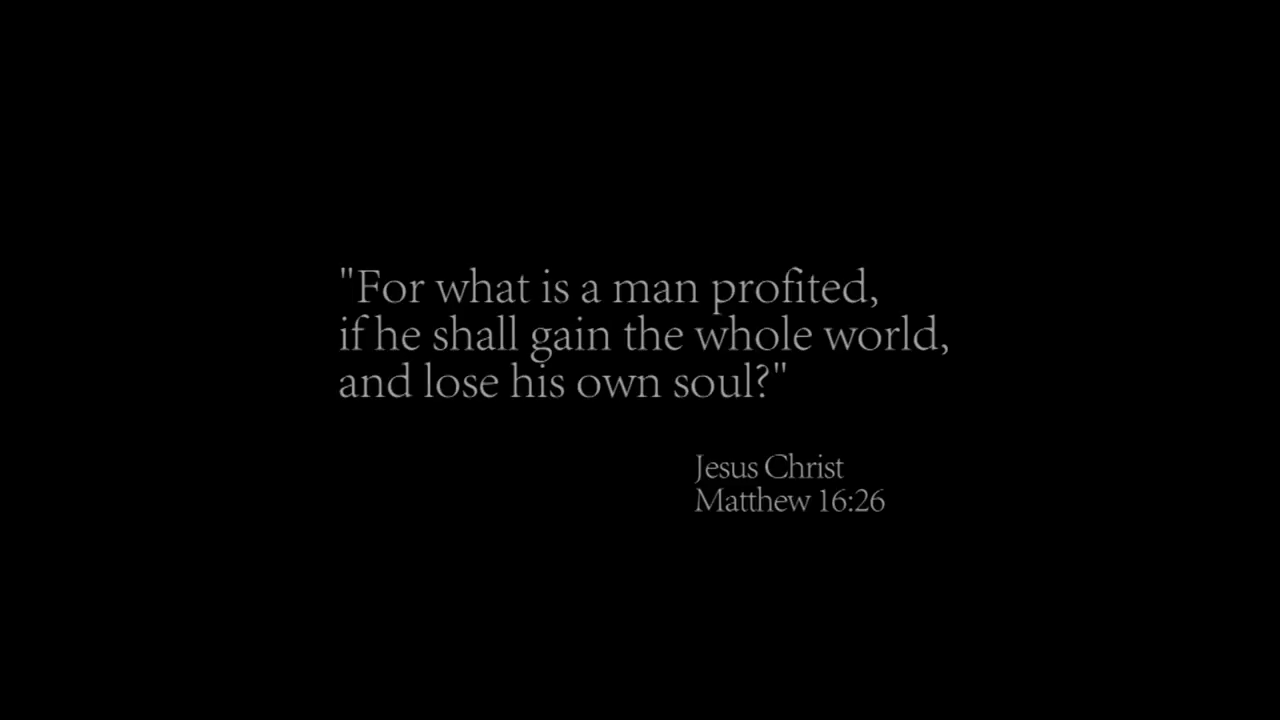 "For what is a man profited,
if he shall gain the whole world,
and lose his own soul?"
Jesus Christ
Matthew 16:26